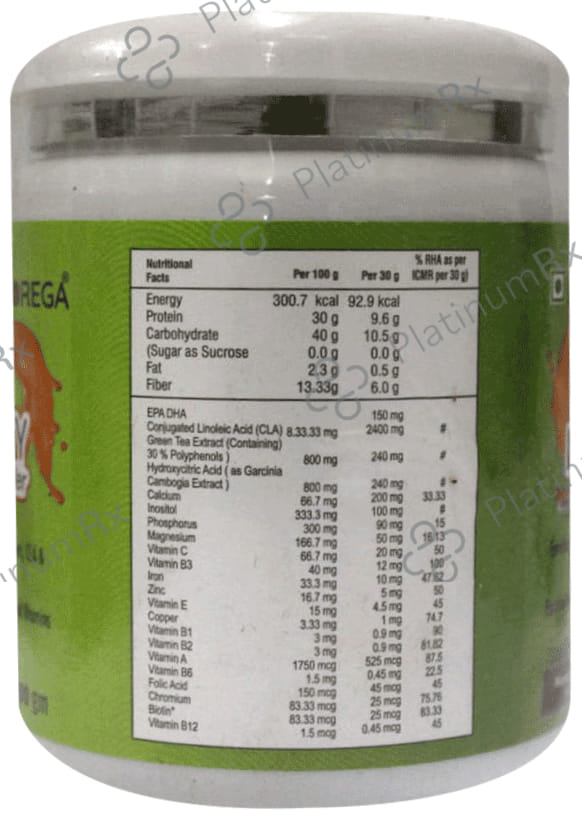 PlatinumRx
PlatinumRx
OREGA®
Nutritional Facts Per 100 g Per 30 g % RHA as per ICMR per 30 g)
Energy 300.7 kcal 92.9 kcal
Protein 30 g 9.6 g
Carbohydrate 40 g 10.5 g
(Sugar as Sucrose 0.0 g 0.0 g
Fat 2.3 g 0.5 g
Fiber 13.33g 6.0 g
EPA DHA 150 mg
Conjugated Linoleic Acid (CLA) 8.33.33 mg 2400 mg #
Green Tea Extract (Containing)
30 % Polyphenols ) 800 mg 240 mg #
Hydroxycitric Acid ( as Garcinia
Cambogia Extract ) 800 mg 240 mg #
Calcium 66.7 mg 200 mg 33.33
Inositol 333.3 mg 100 mg #
Phosphorus 300 mg 90 mg 15
Magnesium 166.7 mg 50 mg 16.13
Vitamin C 66.7 mg 20 mg 50
Vitamin B3 40 mg 12 mg 100
Iron 33.3 mg 10 mg 47.62
Zinc 16.7 mg 5 mg 50
Vitamin E 15 mg 4.5 mg 45
Copper 3.33 mg 1 mg 74.7
Vitamin B1 3 mg 0.9 mg 90
Vitamin B2 3 mg 0.9 mg 81.82
Vitamin A 1750 mcg 525 mcg 87.5
Vitamin B6 1.5 mg 0.45 mg 22.5
Folic Acid 150 mcg 45 mcg 45
Chromium 83.33 mcg 25 mcg 75.76
Biotin* 83.33 mcg 25 mcg 83.33
Vitamin B12 1.5 mcg 0.45 mcg 45
PlatinumRx
PlatinumRx
gm